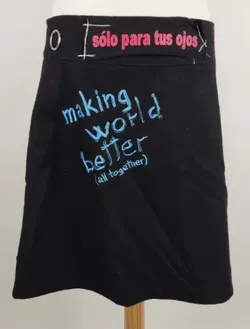 sólo para tus ojos
making
world
better
(all together)